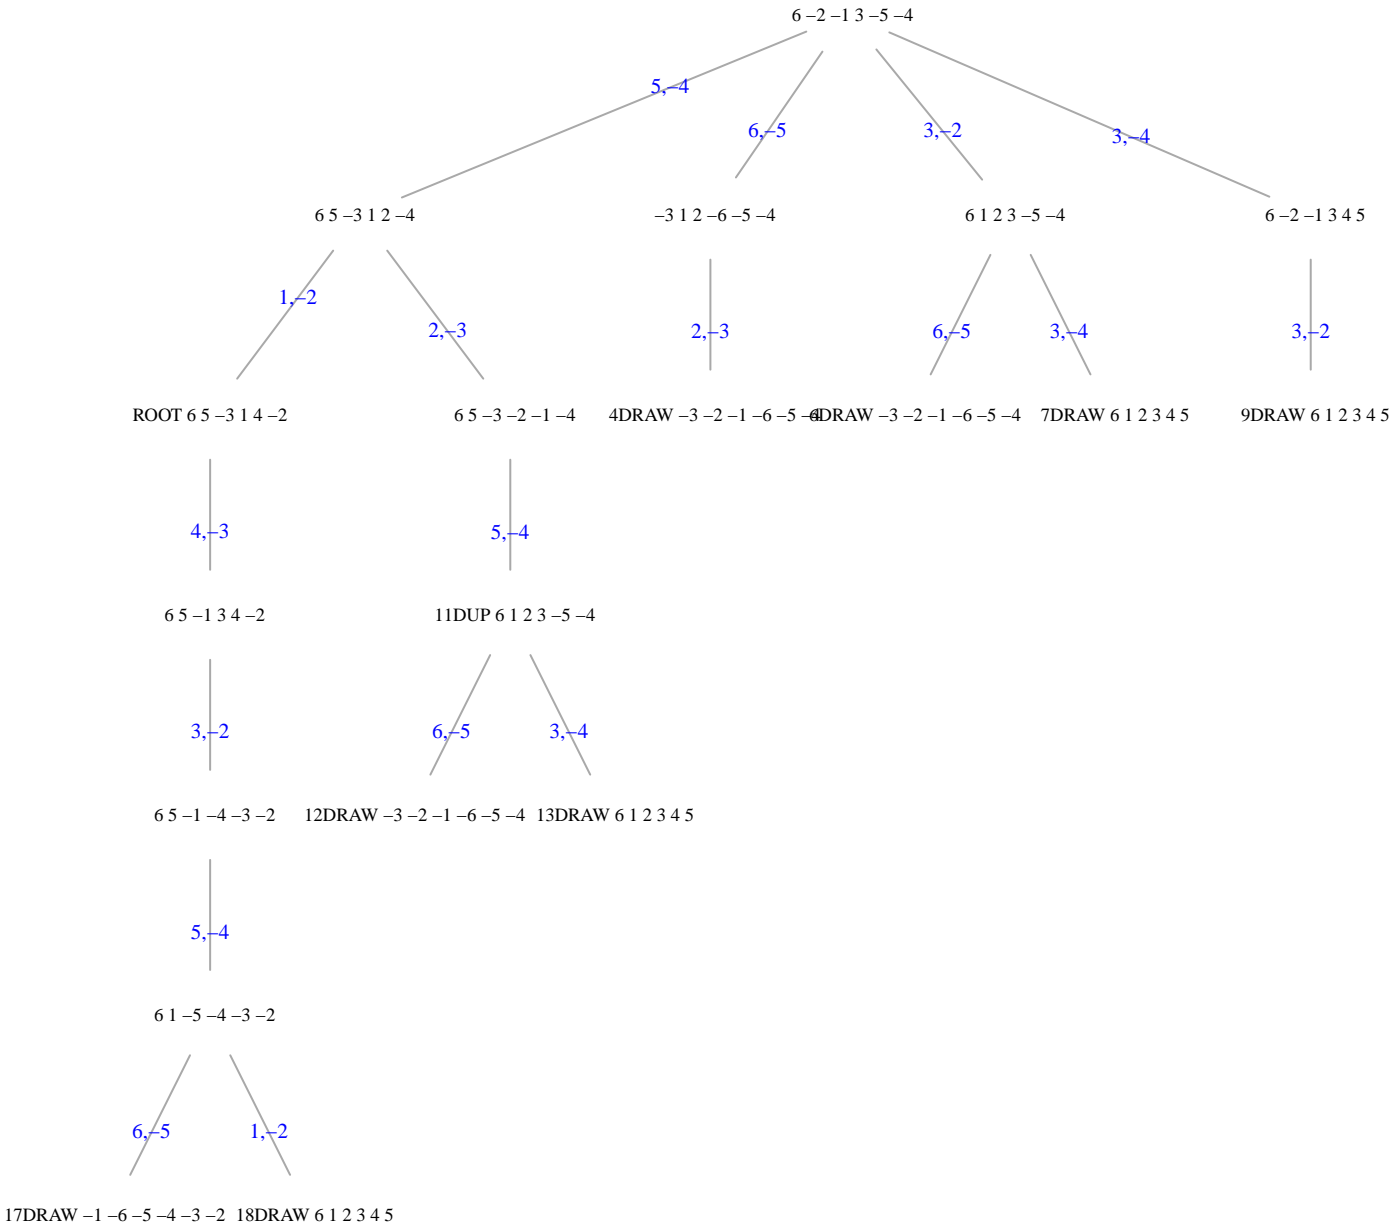 6 –2 –1 3 –5 –4
5,–4
6,–5
3,–2
3,–4
6 5 –3 1 2 –4
–3 1 2 –6 –5 –4
6 1 2 3 –5 –4
6 –2 –1 3 4 5
1,–2
2,–3
2,–3
6,–5
3,–4
3,–2
ROOT 6 5 –3 1 4 –2
6 5 –3 –2 –1 –4
4DRAW –3 –2 –1 –6 –5 –4
6DRAW –3 –2 –1 –6 –5 –4
7DRAW 6 1 2 3 4 5
9DRAW 6 1 2 3 4 5
4,–3
5,–4
6 5 –1 3 4 –2
11DUP 6 1 2 3 –5 –4
3,–2
6,–5
3,–4
6 5 –1 –4 –3 –2
12DRAW –3 –2 –1 –6 –5 –4
13DRAW 6 1 2 3 4 5
5,–4
6 1 –5 –4 –3 –2
6,–5
1,–2
17DRAW –1 –6 –5 –4 –3 –2
18DRAW 6 1 2 3 4 5